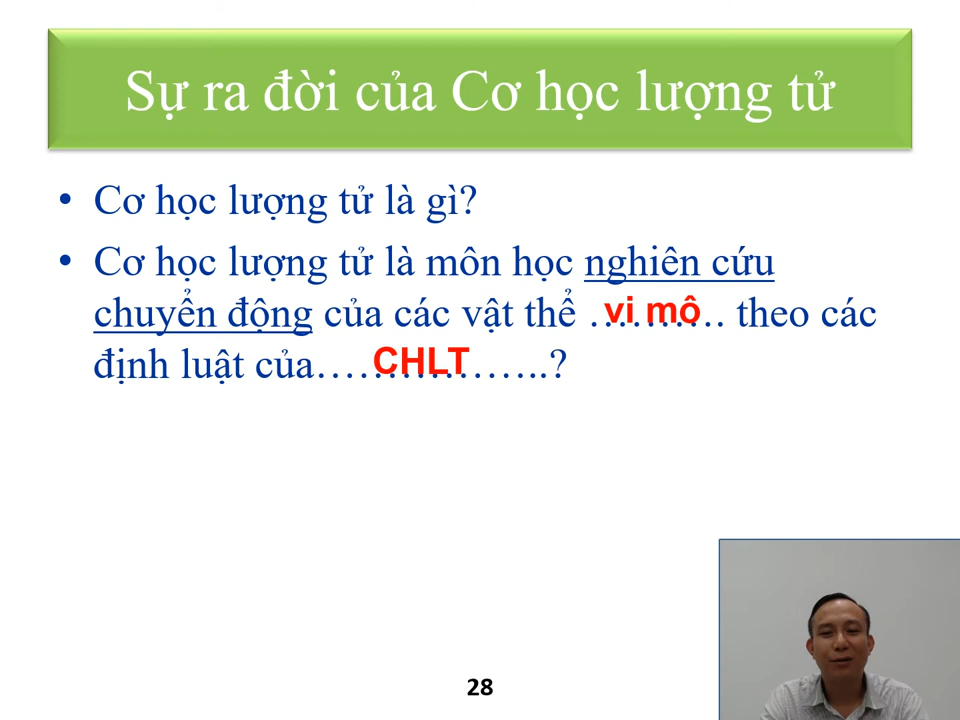 Sự ra đời của Cơ học lượng tử
• Cơ học lượng tử là gì?
• Cơ học lượng tử là môn học nghiên cứu
chuyển động của các vật thể ……vi mô…. theo các
định luật của……CHLT……..?
28